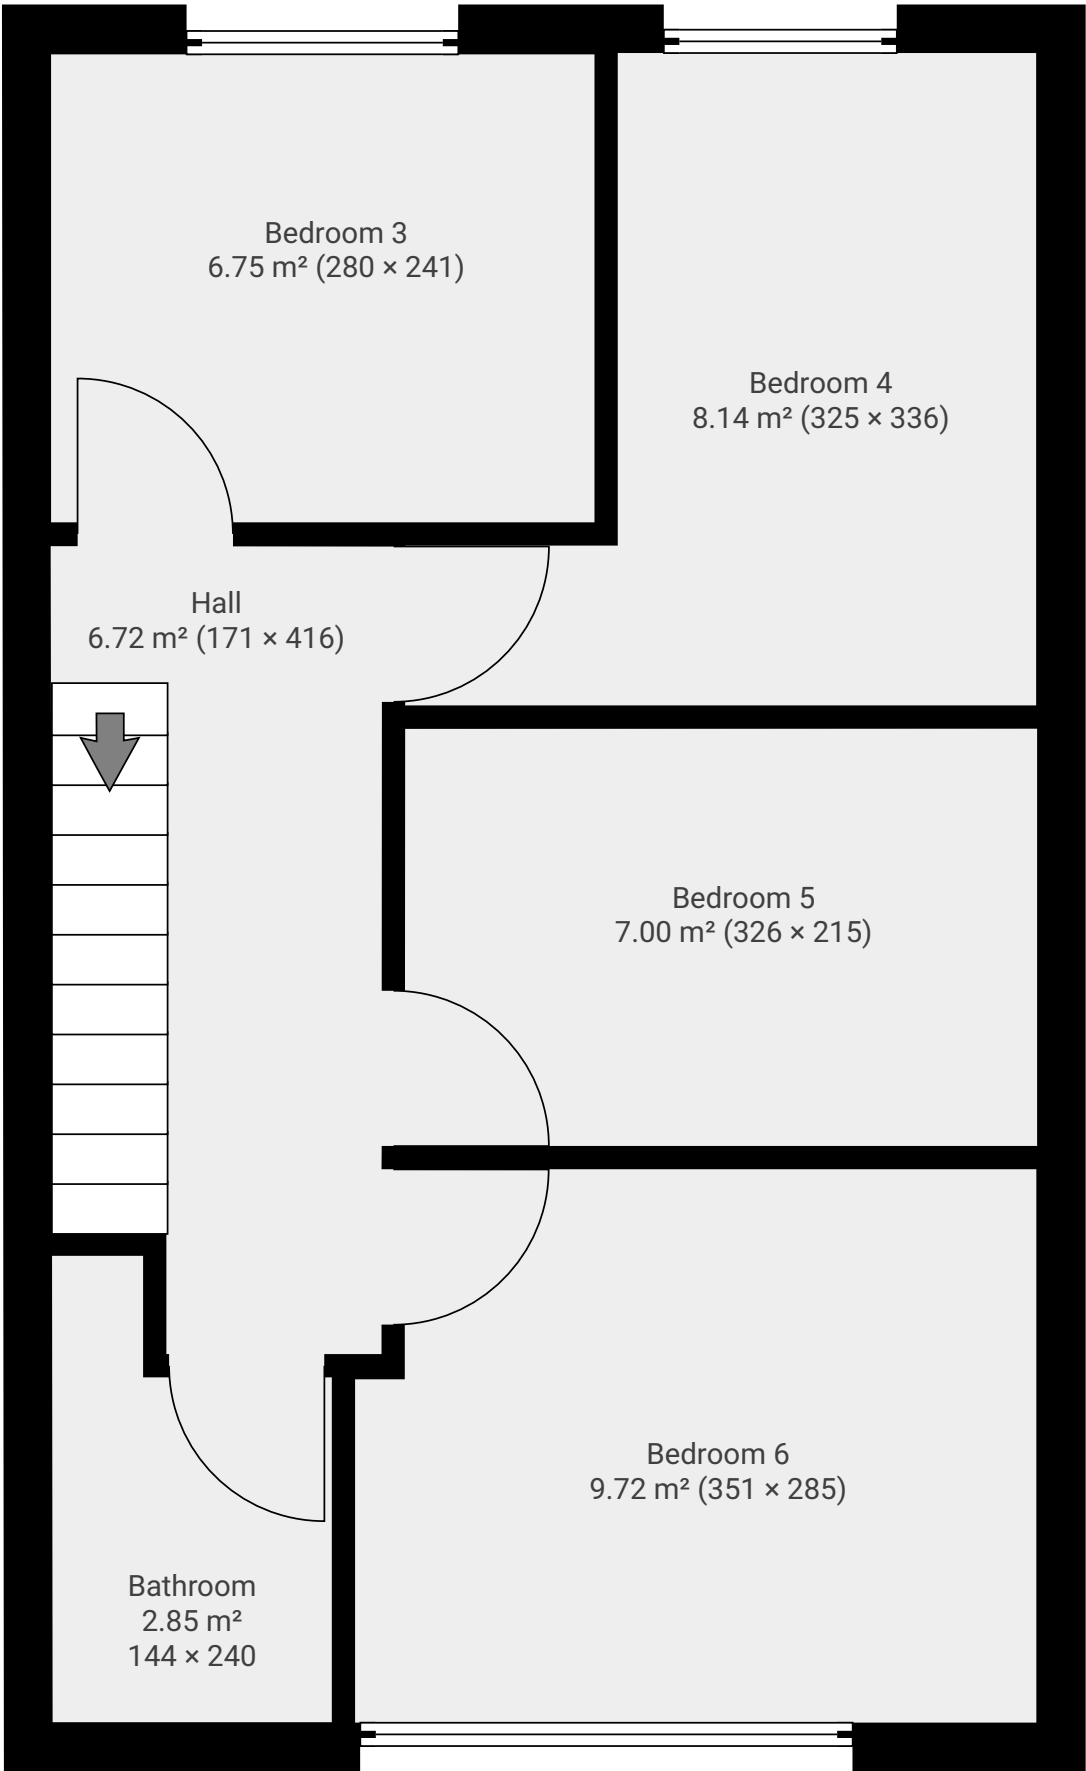 Bedroom 3
6.75 m² (280 × 241)
Bedroom 4
8.14 m² (325 × 336)
Hall
6.72 m² (171 × 416)
Bedroom 5
7.00 m² (326 × 215)
Bedroom 6
9.72 m² (351 × 285)
Bathroom
2.85 m²
144 × 240